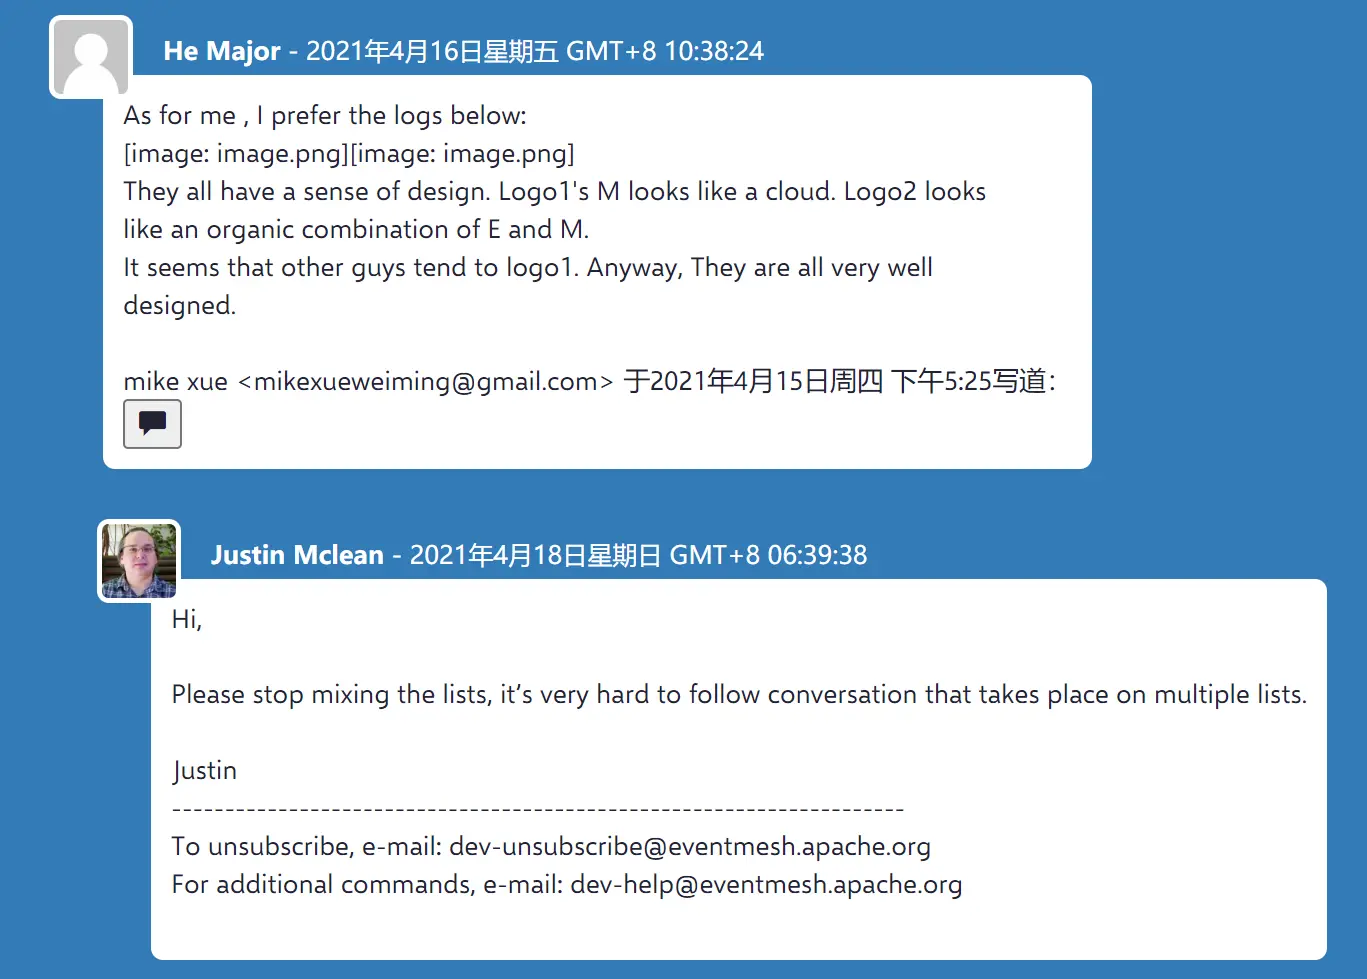 He Major - 2021年4月16日星期五 GMT+8 10:38:24
As for me , I prefer the logs below:
[image: image.png][image: image.png]
They all have a sense of design. Logo1's M looks like a cloud. Logo2 looks
like an organic combination of E and M.
It seems that other guys tend to logo1. Anyway, They are all very well
designed.
mike xue <mikexueweiming@gmail.com> 于2021年4月15日周四 下午5:25写道：
Justin Mclean - 2021年4月18日星期日 GMT+8 06:39:38
Hi,
Please stop mixing the lists, it’s very hard to follow conversation that takes place on multiple lists.
Justin
---------------------------------------------------------------------
To unsubscribe, e-mail: dev-unsubscribe@eventmesh.apache.org
For additional commands, e-mail: dev-help@eventmesh.apache.org